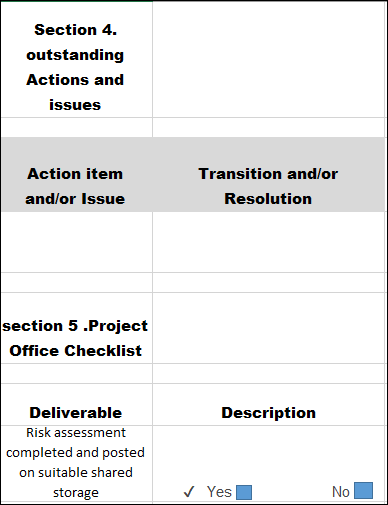 Section 4.
outstanding
Actions and
issues
Action item
and/or Issue
Transition and/or
Resolution
section 5 .Project
Office Checklist
Deliverable
Description
Risk assessment
completed and posted
on suitable shared
storage
✓ Yes No